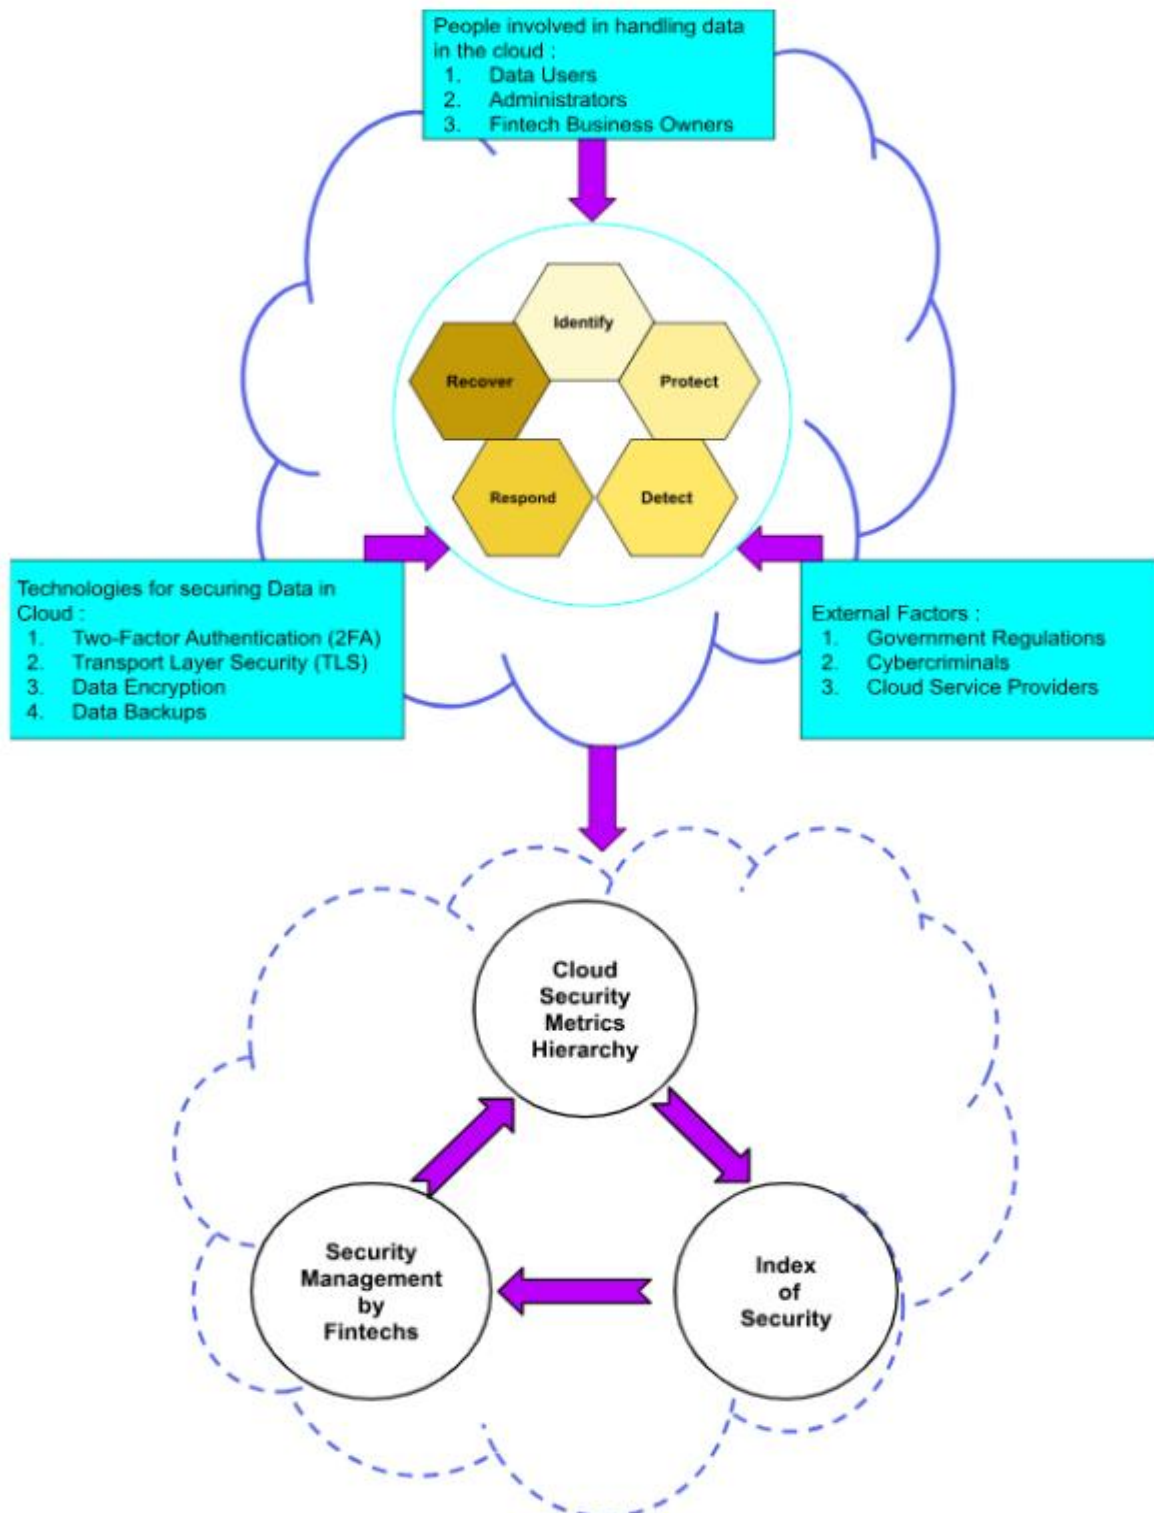 People involved in handling data
in the cloud :
1. Data Users
2. Administrators
3. Fintech Business Owners
Identify
Recover
Protect
Respond
Detect
Technologies for securing Data in
Cloud :
1. Two-Factor Authentication (2FA)
2. Transport Layer Security (TLS)
3. Data Encryption
4. Data Backups
External Factors :
1. Government Regulations
2. Cybercriminals
3. Cloud Service Providers
Cloud
Security
Metrics
Hierarchy
Security
Management
by
Fintechs
Index
of
Security